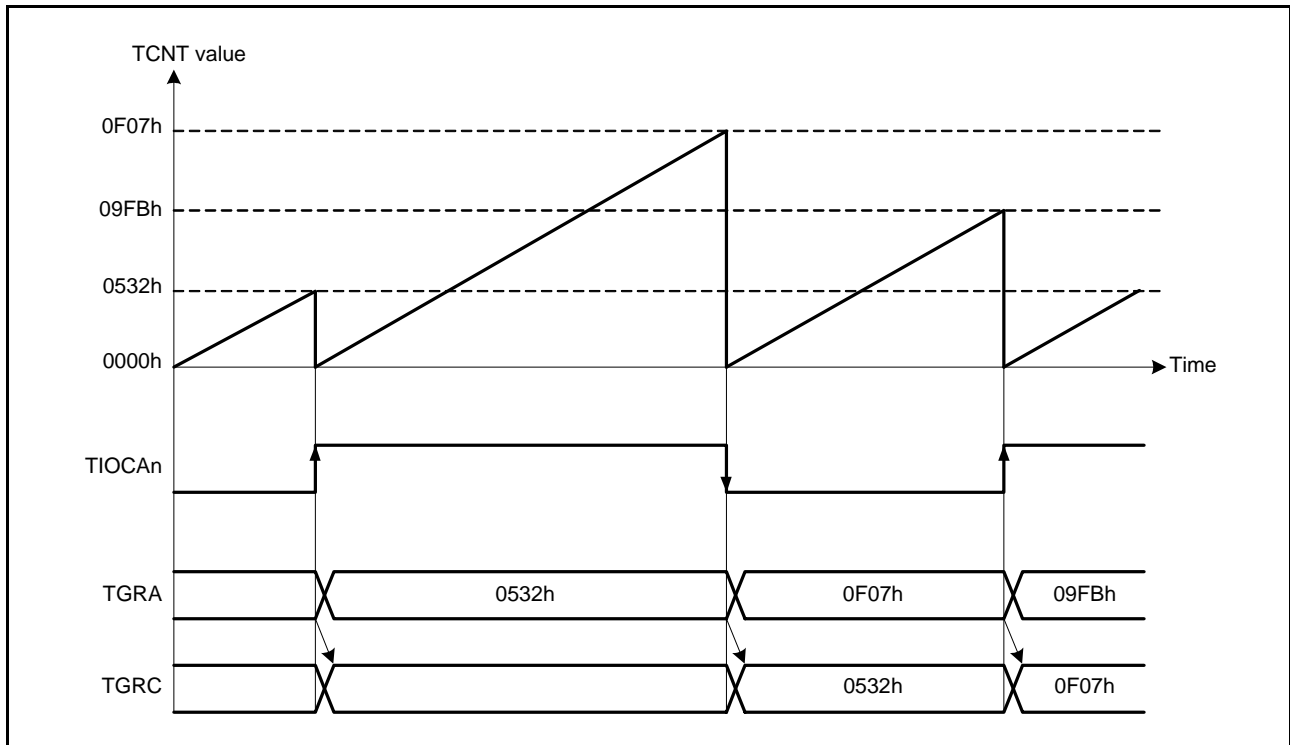 TCNT value
0F07h
09FBh
0532h
0000h
Time
TIOCAn
TGRA
0532h
0F07h
09FBh
TGRC
0532h
0F07h